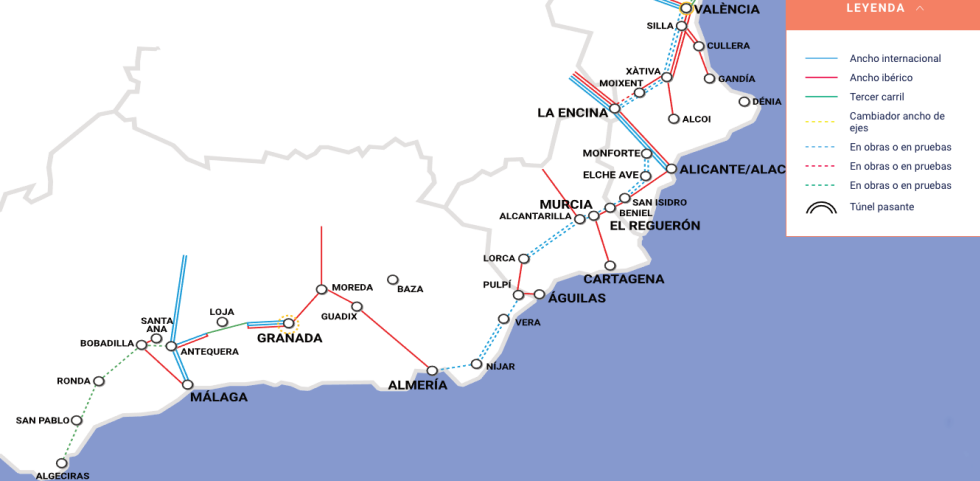 VALÈNCIA
SILLA
CULLERA
XÀTIVA
GANDÍA
MOIXENT
DÉNIA
LA ENCINA
ALCOI
MONFORTE
ALICANTE/ALAC
ELCHE AVE
SAN ISIDRO
MURCIA
BENIEL
ALCANTARILLA
EL REGUERÓN
LORCA
CARTAGENA
PULPÍ
ÁGUILAS
VERA
NÍJAR
ALMERÍA
BAZA
MOREDA
GUADIX
GRANADA
LOJA
SANTA
ANA
BOBADILLA
ANTEQUERA
RONDA
MÁLAGA
SAN PABLO
ALGECIRAS
LEYENDA
Ancho internacional
Ancho ibérico
Tercer carril
Cambiador ancho de
ejes
En obras o en pruebas
En obras o en pruebas
En obras o en pruebas
Túnel pasante